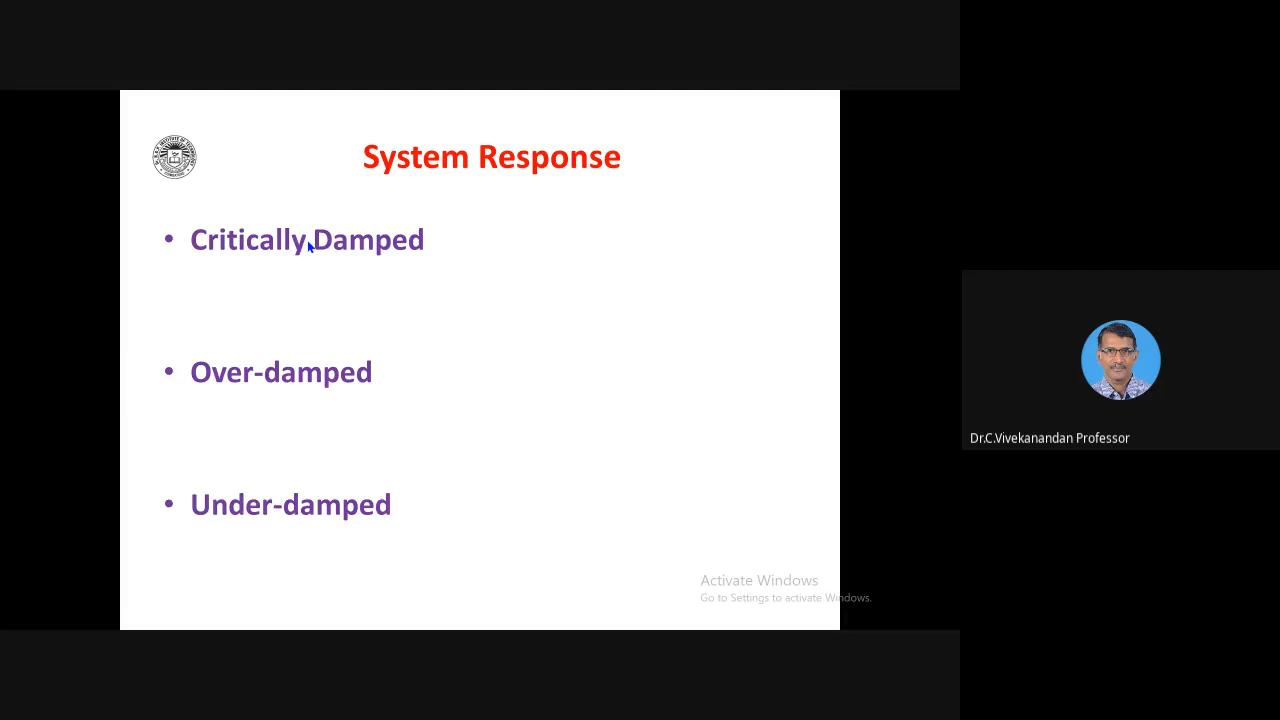 System Response
• Critically Damped
• Over-damped
• Under-damped
Activate Windows
Go to Settings to activate Windows.
Dr.C.Vivekanandan Professor